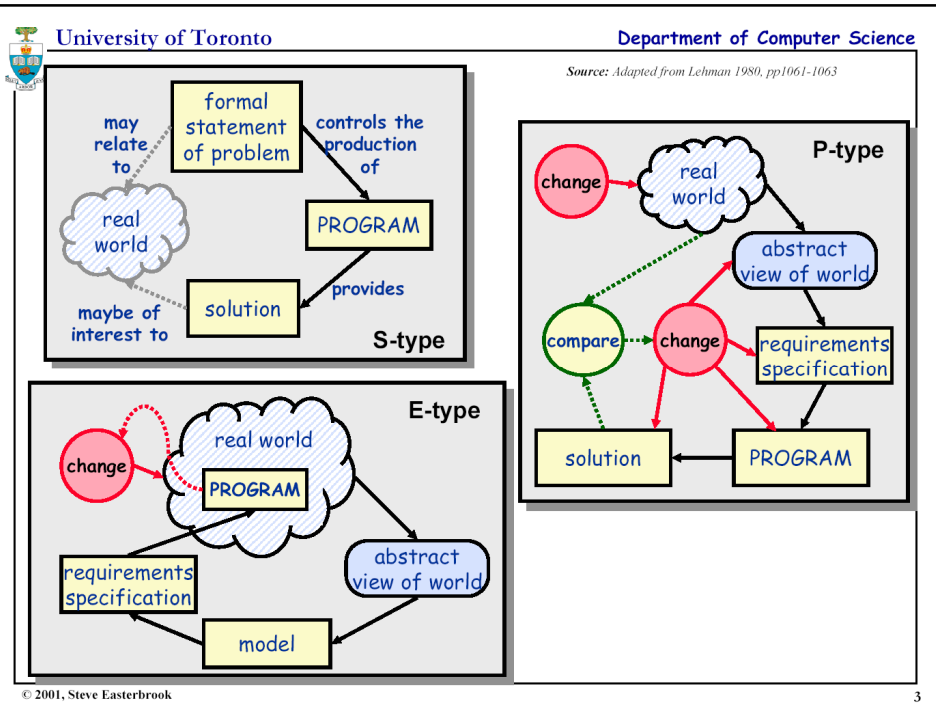 University of Toronto
Department of Computer Science
Source: Adapted from Lehman 1980, pp1061-1063
formal
statement
of problem
may
relate
to
controls the
production
of
real
world
PROGRAM
solution
provides
maybe of
interest to
S-type
P-type
change
real
world
abstract
view of world
compare
change
requirements
specification
solution
PROGRAM
E-type
change
real world
PROGRAM
requirements
specification
abstract
view of world
model
© 2001, Steve Easterbrook
3